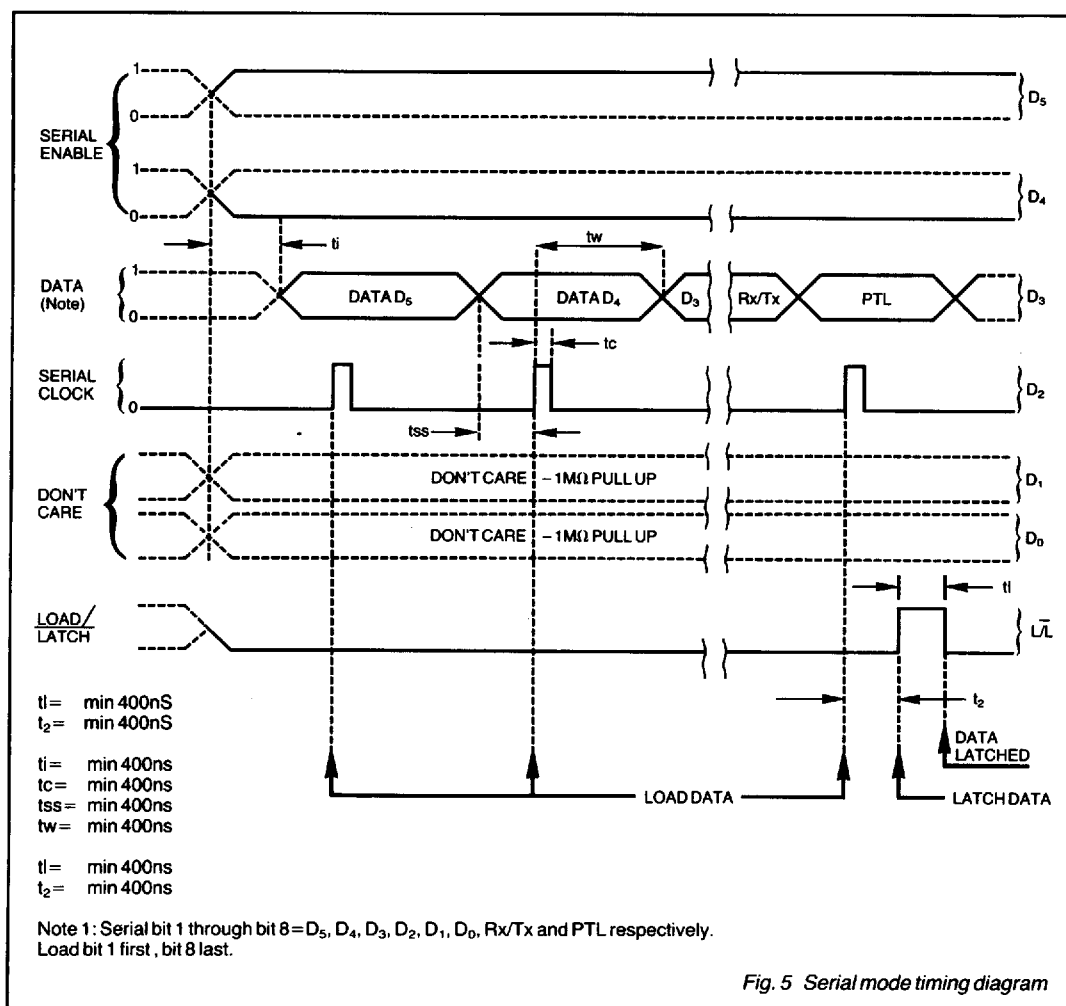 1
0
D₅
SERIAL
ENABLE
1
0
D₄
ti
tw
DATA
(Note)
1
0
DATA D₅
DATA D₄
D₃
Rx/Tx
PTL
D₃
tc
SERIAL
CLOCK
0
D₂
tss
DON'T
CARE
DON'T CARE – 1MΩ PULL UP
D₁
DON'T CARE – 1MΩ PULL UP
D₀
tl
LOAD/
LATCH
L/L̅
t₂
tl= min 400nS
t₂= min 400nS
DATA
LATCHED
ti= min 400ns
tc= min 400ns
tss= min 400ns
tw= min 400ns
LOAD DATA
LATCH DATA
tl= min 400ns
t₂= min 400ns
Note 1: Serial bit 1 through bit 8=D₅, D₄, D₃, D₂, D₁, D₀, Rx/Tx and PTL respectively.
Load bit 1 first, bit 8 last.
Fig. 5 Serial mode timing diagram